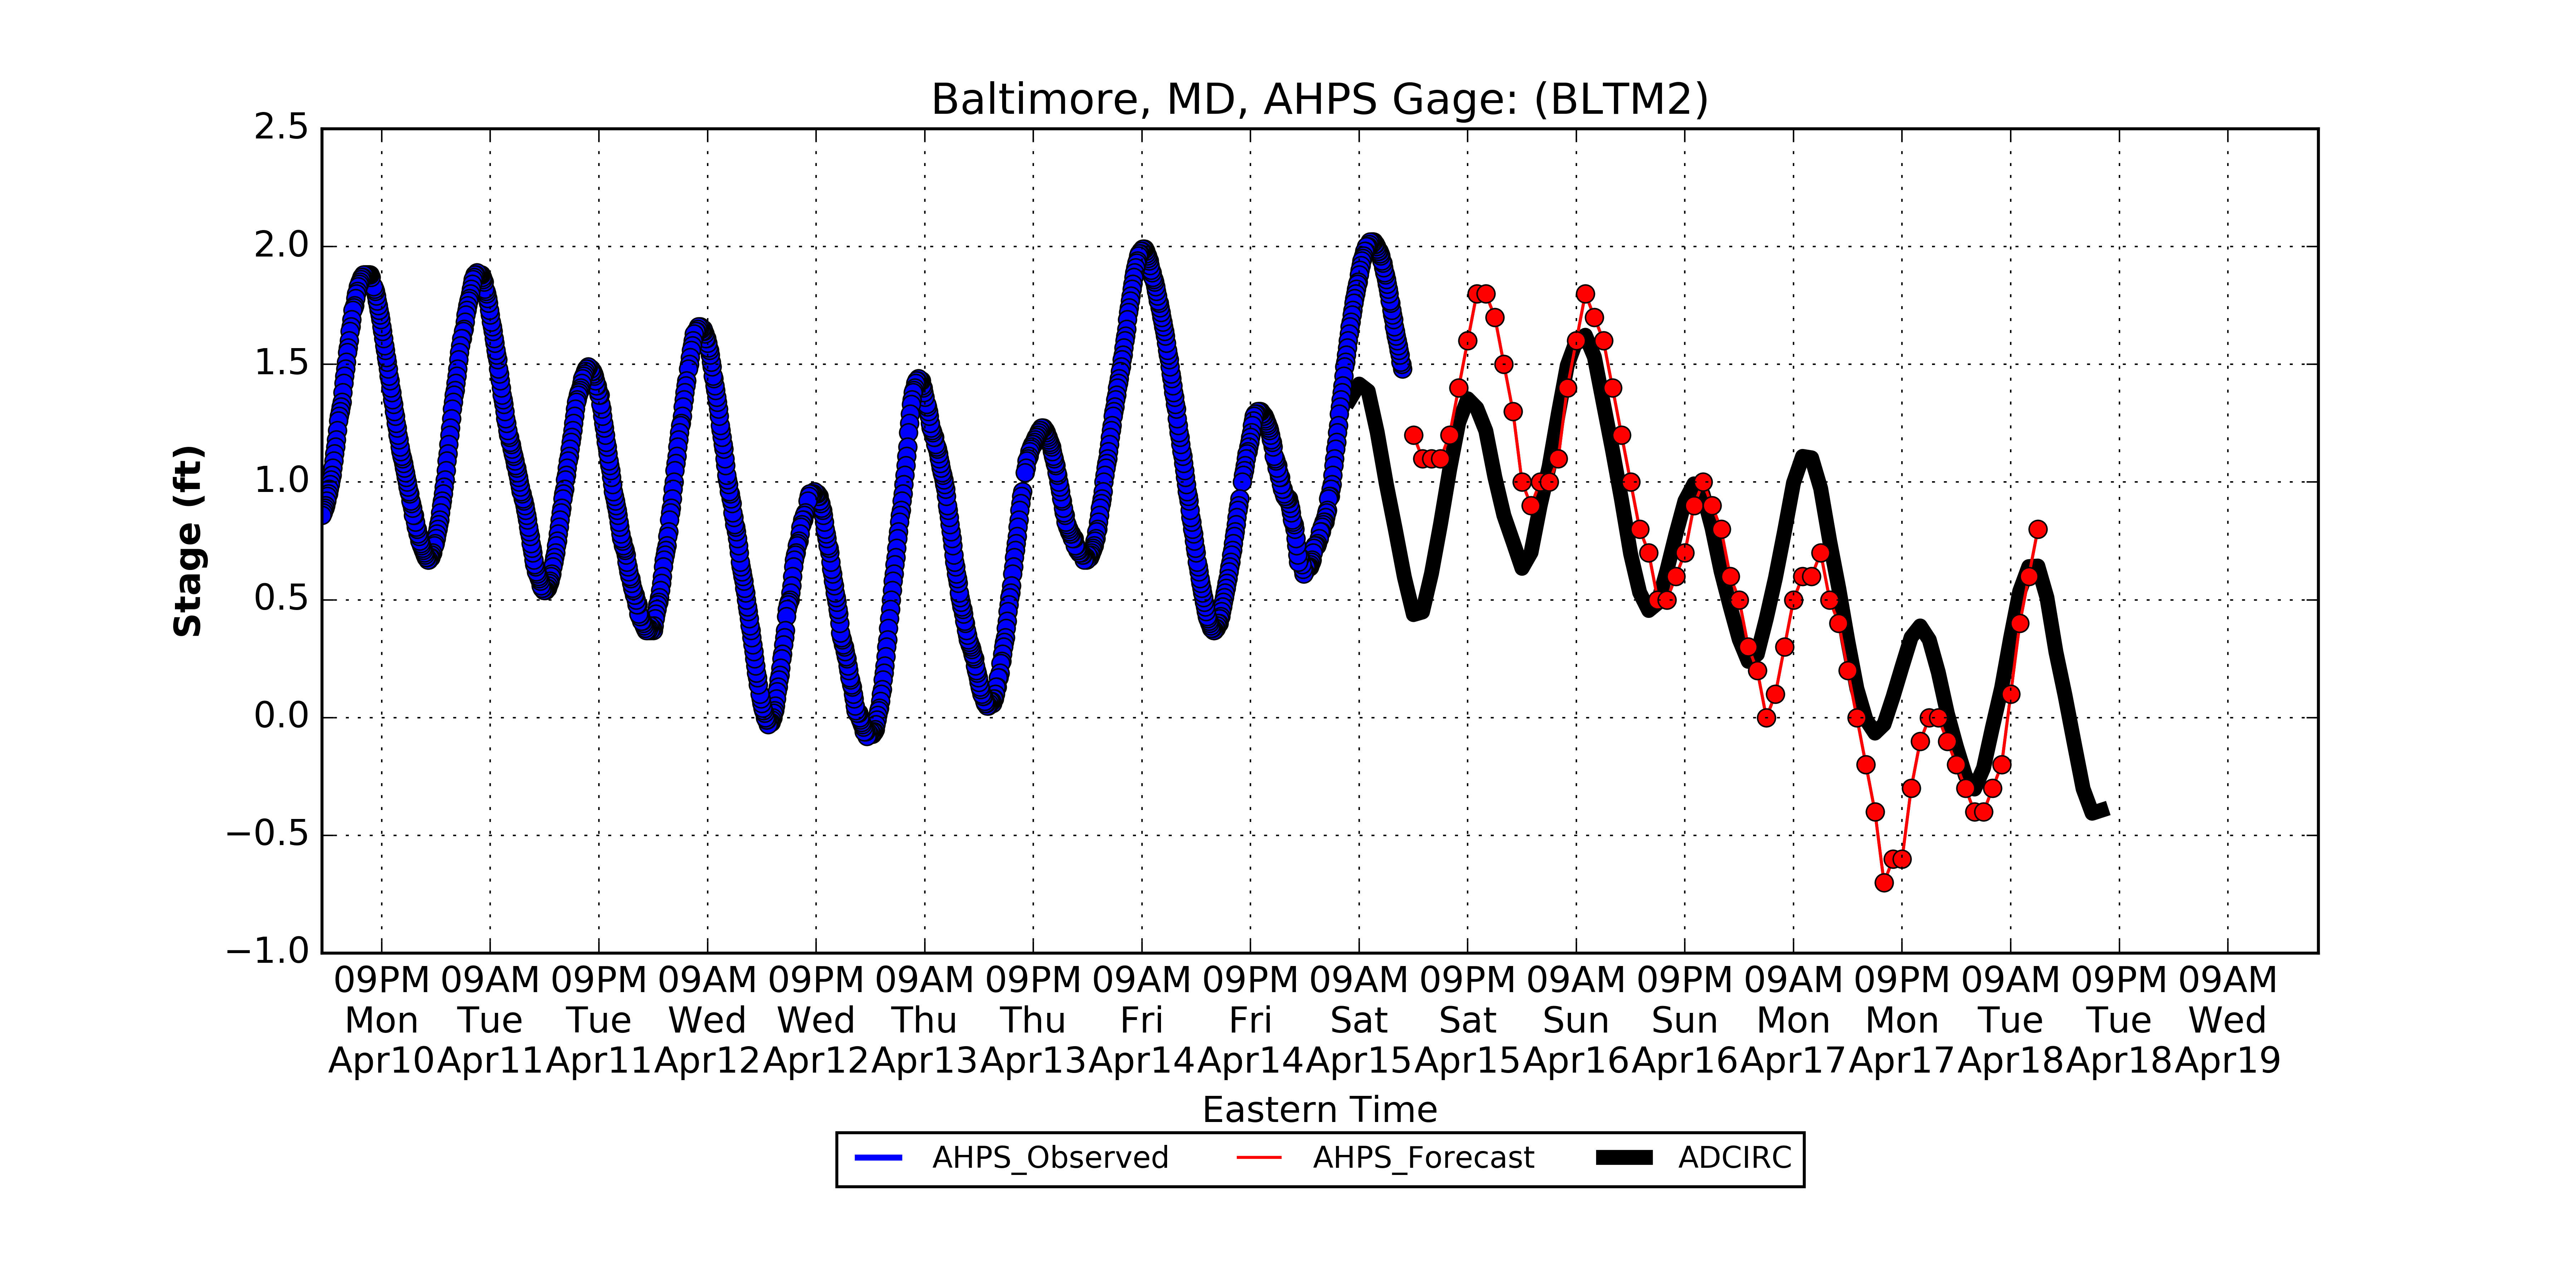 Baltimore, MD, AHPS Gage: (BLTM2)
2.5
2.0
1.5
1.0
0.5
0.0
−0.5
−1.0
Stage (ft)
09PM 09AM 09PM 09AM 09PM 09AM 09PM 09AM 09PM 09AM 09PM 09AM 09PM 09AM 09PM 09AM 09PM 09AM
Mon Tue Tue Wed Wed Thu Thu Fri Fri Sat Sat Sun Sun Mon Mon Tue Tue Wed
Apr10 Apr11 Apr11 Apr12 Apr12 Apr13 Apr13 Apr14 Apr14 Apr15 Apr15 Apr16 Apr16 Apr17 Apr17 Apr18 Apr18 Apr19
Eastern Time
AHPS_Observed AHPS_Forecast ADCIRC